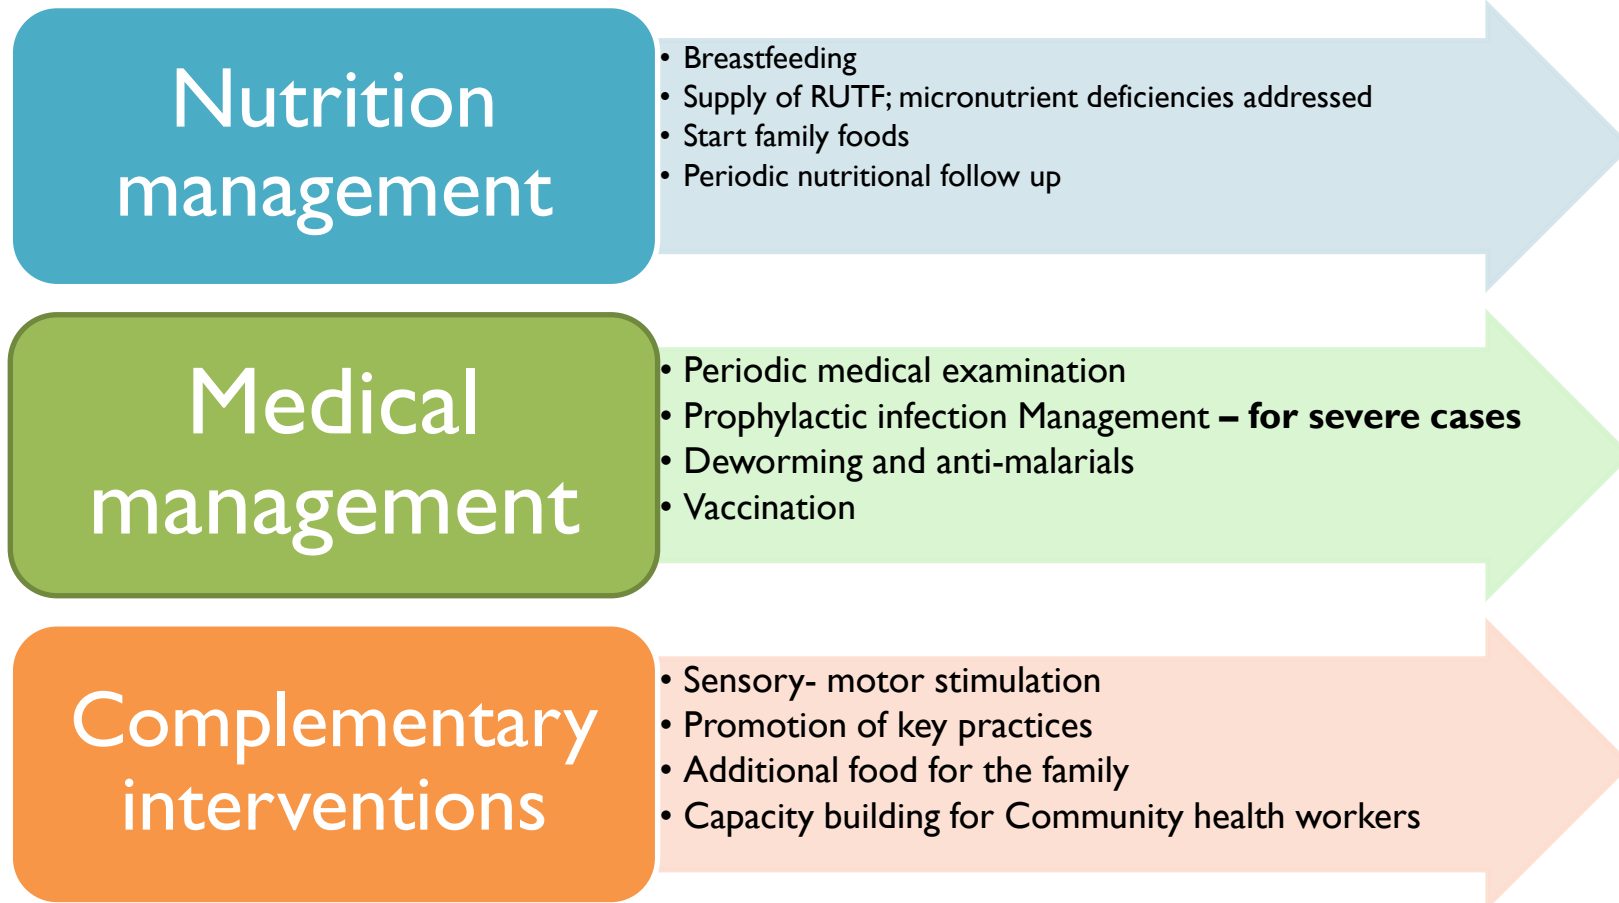 Nutrition
management
• Breastfeeding
• Supply of RUTF; micronutrient deficiencies addressed
• Start family foods
• Periodic nutritional follow up
Medical
management
• Periodic medical examination
• Prophylactic infection Management – for severe cases
• Deworming and anti-malarials
• Vaccination
Complementary
interventions
• Sensory- motor stimulation
• Promotion of key practices
• Additional food for the family
• Capacity building for Community health workers